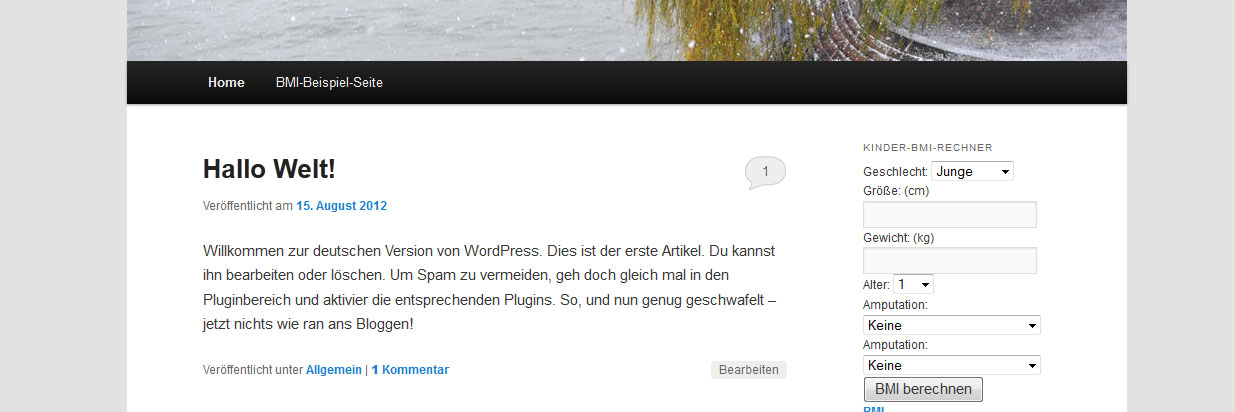 Home BMI-Beispiel-Seite
Hallo Welt!
1
Veröffentlicht am 15. August 2012
Willkommen zur deutschen Version von WordPress. Dies ist der erste Artikel. Du kannst
ihn bearbeiten oder löschen. Um Spam zu vermeiden, geh doch gleich mal in den
Pluginbereich und aktivier die entsprechenden Plugins. So, und nun genug geschwafelt –
jetzt nichts wie ran ans Bloggen!
Veröffentlicht unter Allgemein | 1 Kommentar
Bearbeiten
KINDER-BMI-RECHNER
Geschlecht: Junge
Größe: (cm)
Gewicht: (kg)
Alter: 1
Amputation:
Keine
Amputation:
Keine
BMI berechnen
BMI